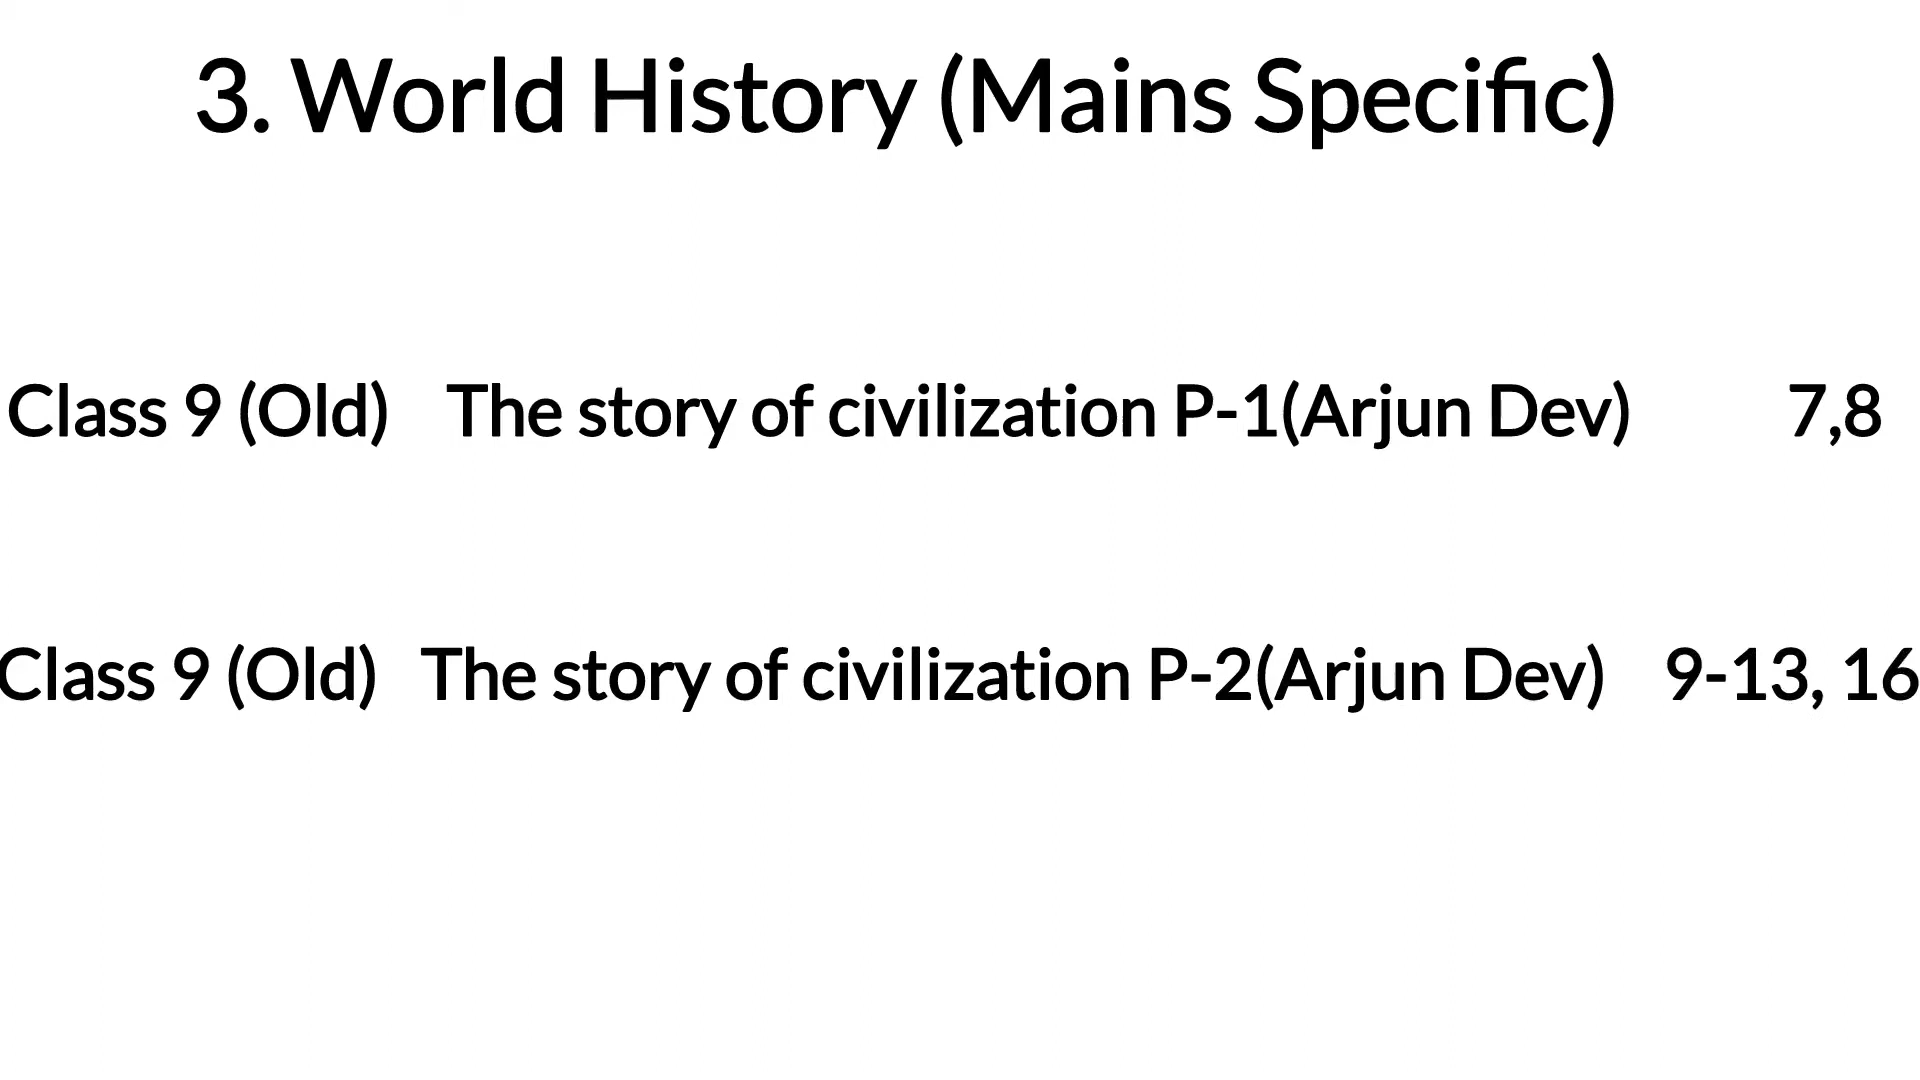 3. World History (Mains Specific)
Class 9 (Old) The story of civilization P-1(Arjun Dev) 7,8
Class 9 (Old) The story of civilization P-2(Arjun Dev) 9-13, 16